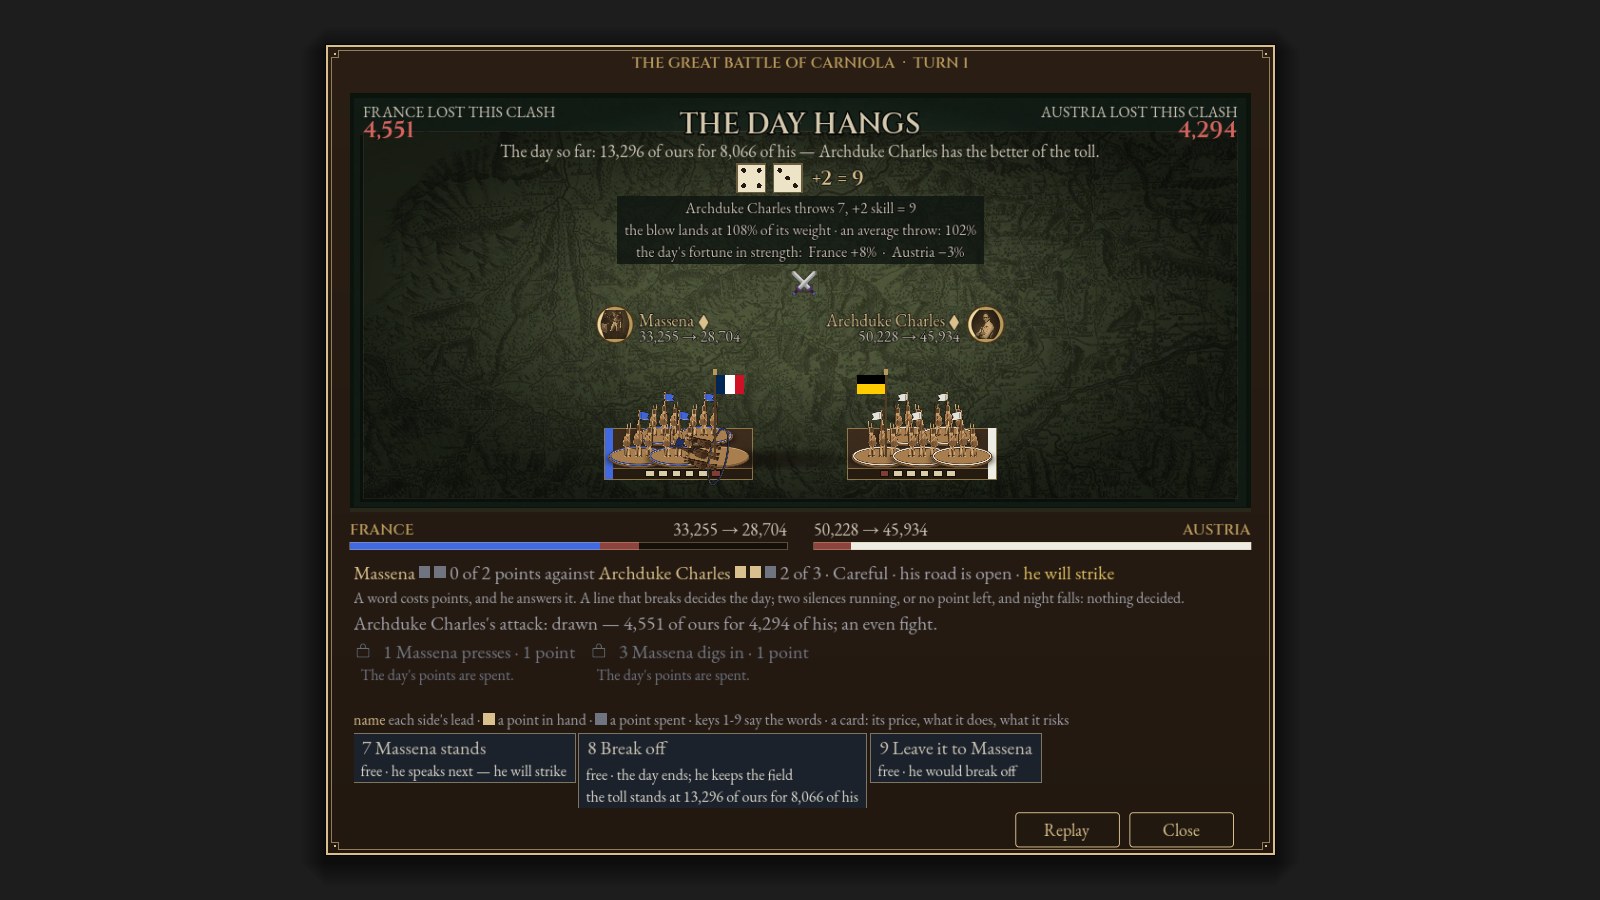 THE GREAT BATTLE OF CARNIOLA · TURN 1
FRANCE LOST THIS CLASH
4,551
THE DAY HANGS
AUSTRIA LOST THIS CLASH
4,294
The day so far: 13,296 of ours for 8,066 of his — Archduke Charles has the better of the toll.
+2 = 9
Archduke Charles throws 7, +2 skill = 9
the blow lands at 108% of its weight · an average throw: 102%
the day's fortune in strength: France +8% · Austria −3%
Massena
33,255 → 28,704
Archduke Charles
50,228 → 45,934
FRANCE 33,255 → 28,704
50,228 → 45,934 AUSTRIA
Massena 0 of 2 points against Archduke Charles 2 of 3 · Careful · his road is open · he will strike
A word costs points, and he answers it. A line that breaks decides the day; two silences running, or no point left, and night falls: nothing decided.
Archduke Charles's attack: drawn — 4,551 of ours for 4,294 of his; an even fight.
1 Massena presses · 1 point
The day's points are spent.
3 Massena digs in · 1 point
The day's points are spent.
name each side's lead · a point in hand · a point spent · keys 1-9 say the words · a card: its price, what it does, what it risks
7 Massena stands
free · he speaks next — he will strike
8 Break off
free · the day ends; he keeps the field
the toll stands at 13,296 of ours for 8,066 of his
9 Leave it to Massena
free · he would break off
Replay
Close